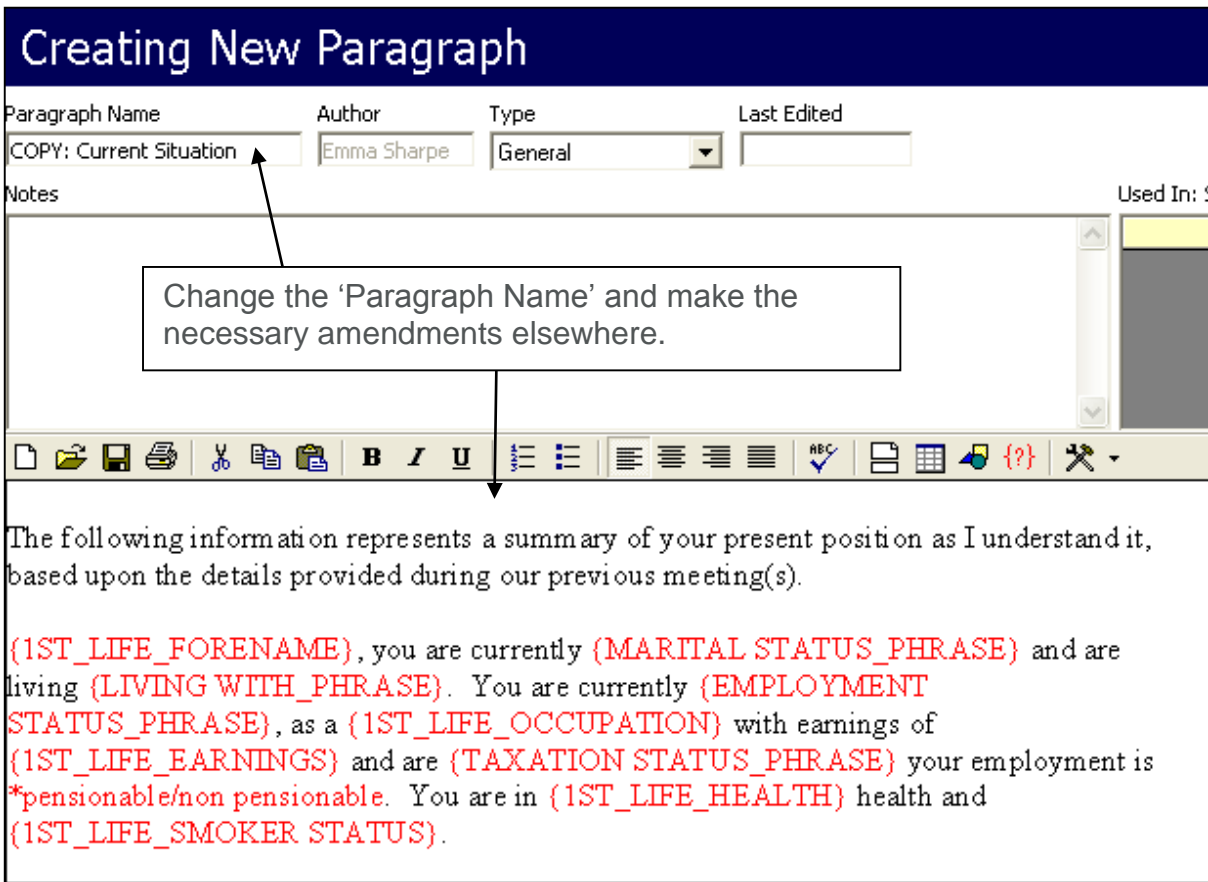 Creating New Paragraph
Paragraph Name Author Type Last Edited
COPY: Current Situation Emma Sharpe General
Notes Used In:
Change the ‘Paragraph Name’ and make the
necessary amendments elsewhere.
B I U ABC {?}
The following information represents a summary of your present position as I understand it,
based upon the details provided during our previous meeting(s).
{1ST_LIFE_FORENAME}, you are currently {MARITAL STATUS_PHRASE} and are
living {LIVING WITH_PHRASE}. You are currently {EMPLOYMENT
STATUS_PHRASE}, as a {1ST_LIFE_OCCUPATION} with earnings of
{1ST_LIFE_EARNINGS} and are {TAXATION STATUS_PHRASE} your employment is
*pensionable/non pensionable. You are in {1ST_LIFE_HEALTH} health and
{1ST_LIFE_SMOKER STATUS}.